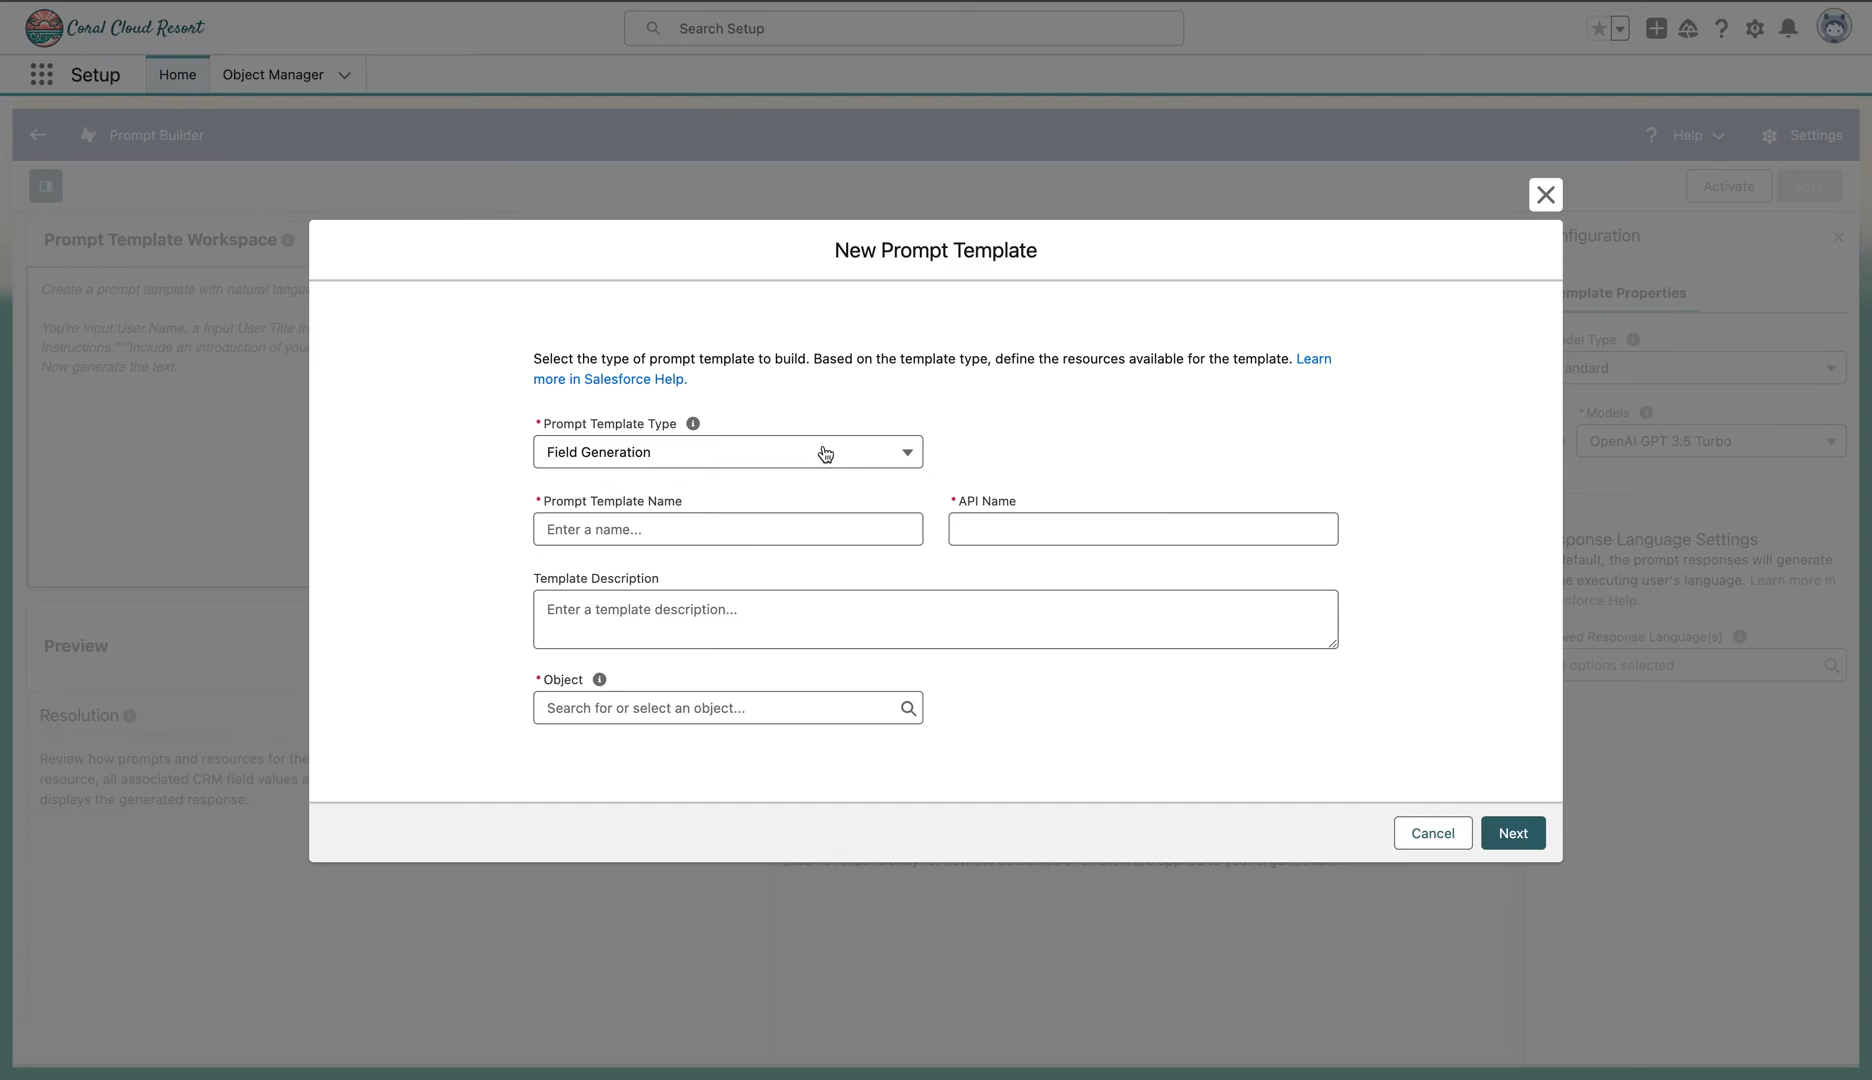 Coral Cloud Resort
Search Setup
Setup
Home
Object Manager
Prompt Builder
Help
Settings
Activate
Save
Prompt Template Workspace
New Prompt Template
nfiguration
Create a prompt template with natural langu
emplate Properties
You're Input:User.Name, a Input:User.Title fr
Instructions:"""Include an introduction of your
Now generate the text.
Select the type of prompt template to build. Based on the template type, define the resources available for the template. Learn
more in Salesforce Help.
del Type
andard
*Prompt Template Type
Field Generation
*Models
OpenAI GPT 3.5 Turbo
*Prompt Template Name
*API Name
Enter a name...
Template Description
Enter a template description...
ponse Language Settings
efault, the prompt responses will generate
e executing user's language. Learn more in
sforce Help.
wed Response Language(s)
options selected
*Object
Search for or select an object...
Preview
Resolution
Review how prompts and resources for the
resource, all associated CRM field values a
displays the generated response.
Cancel
Next